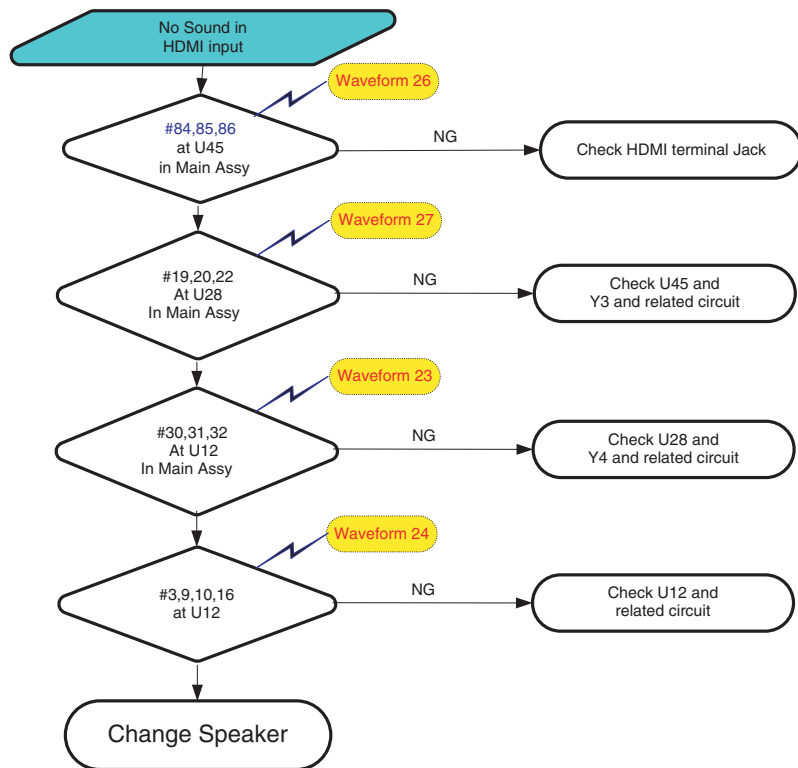 No Sound in
HDMI input
Waveform 26
#84,85,86
at U45
in Main Assy
NG
Check HDMI terminal Jack
Waveform 27
#19,20,22
At U28
In Main Assy
NG
Check U45 and
Y3 and related circuit
Waveform 23
#30,31,32
At U12
In Main Assy
NG
Check U28 and
Y4 and related circuit
Waveform 24
#3,9,10,16
at U12
NG
Check U12 and
related circuit
Change Speaker